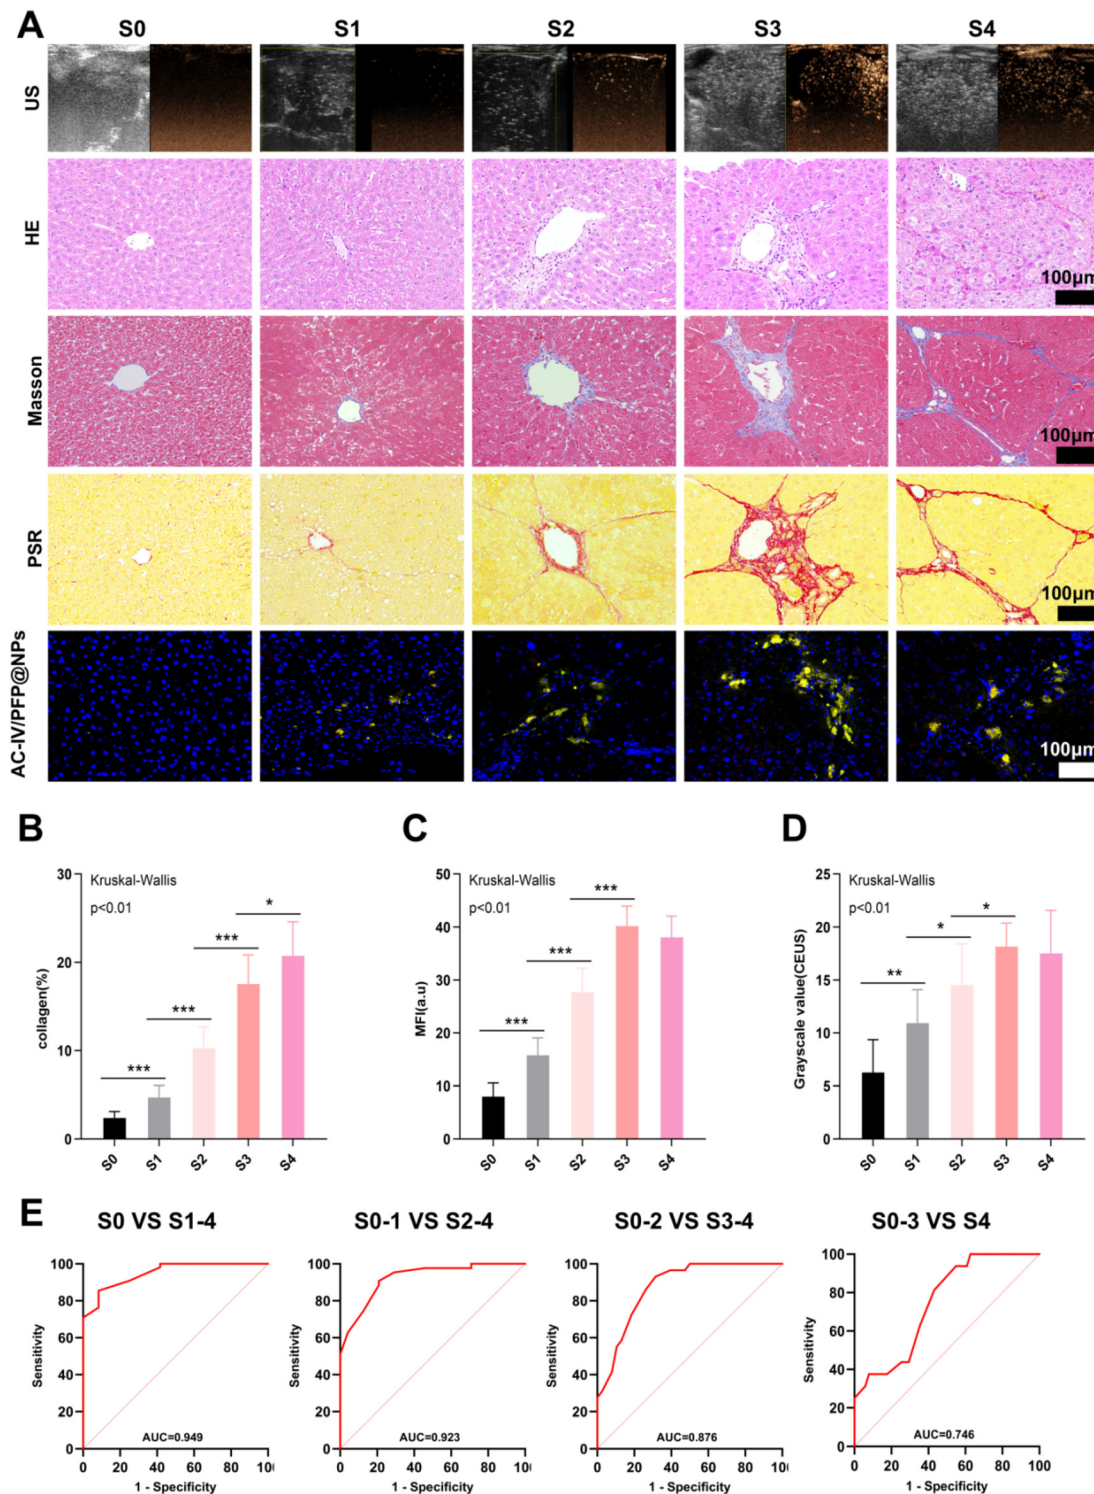 A
S0 S1 S2 S3 S4
US
HE
100μm
Masson
100μm
PSR
100μm
AC-IV/PFP@NPs
100μm
B
Kruskal-Wallis
p<0.01
*
***
***
***
collagen(%)
30
20
10
0
S0 S1 S2 S3 S4
C
Kruskal-Wallis
p<0.01
***
***
***
MFI(a.u)
50
40
30
20
10
0
S0 S1 S2 S3 S4
D
Kruskal-Wallis
p<0.01
*
*
**
Grayscale value(CEUS)
25
20
15
10
5
0
S0 S1 S2 S3 S4
E
S0 VS S1-4
Sensitivity
100
80
60
40
20
0
AUC=0.949
0 20 40 60 80 100
1 - Specificity
S0-1 VS S2-4
Sensitivity
100
80
60
40
20
0
AUC=0.923
0 20 40 60 80 100
1 - Specificity
S0-2 VS S3-4
Sensitivity
100
80
60
40
20
0
AUC=0.876
0 20 40 60 80 100
1 - Specificity
S0-3 VS S4
Sensitivity
100
80
60
40
20
0
AUC=0.746
0 20 40 60 80 100
1 - Specificity